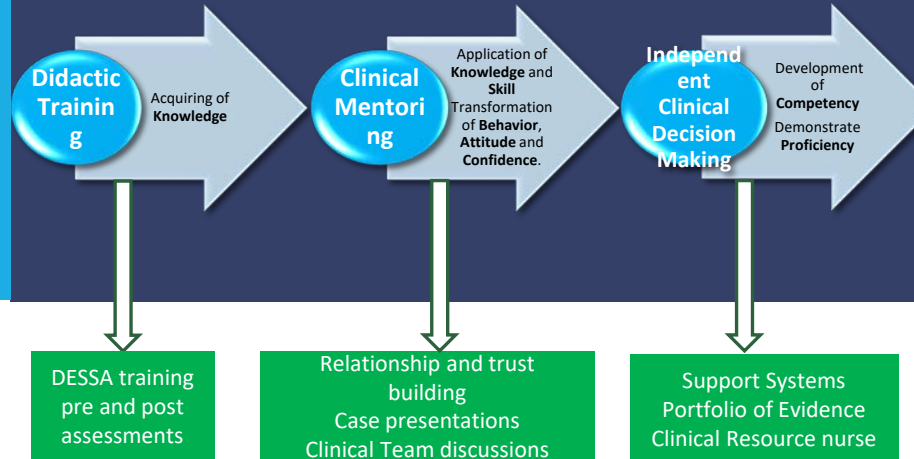 Didactic
Trainin
g
Acquiring of
Knowledge
Clinical
Mentori
ng
Application of
Knowledge and
Skill
Transformation
of Behavior,
Attitude and
Confidence.
Independ
ent
Clinical
Decision
Making
Development
of
Competency
Demonstrate
Proficiency
DESSA training
pre and post
assessments
Relationship and trust
building
Case presentations
Clinical Team discussions
Support Systems
Portfolio of Evidence
Clinical Resource nurse